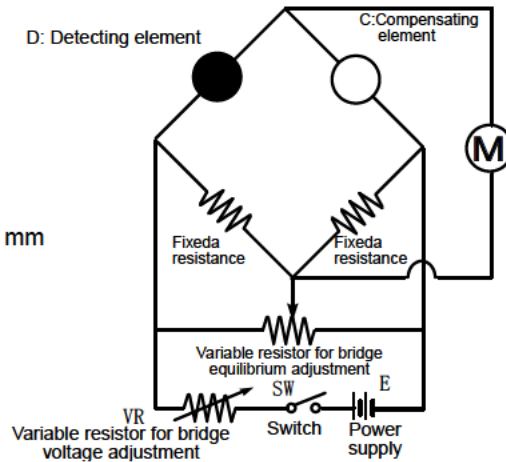 D: Detecting element
C:Compensating
element
M
mm
Fixeda
resistance
Fixeda
resistance
Variable resistor for bridge
equilibrium adjustment
SW
E
VR
Switch
Power
supply
Variable resistor for bridge
voltage adjustment